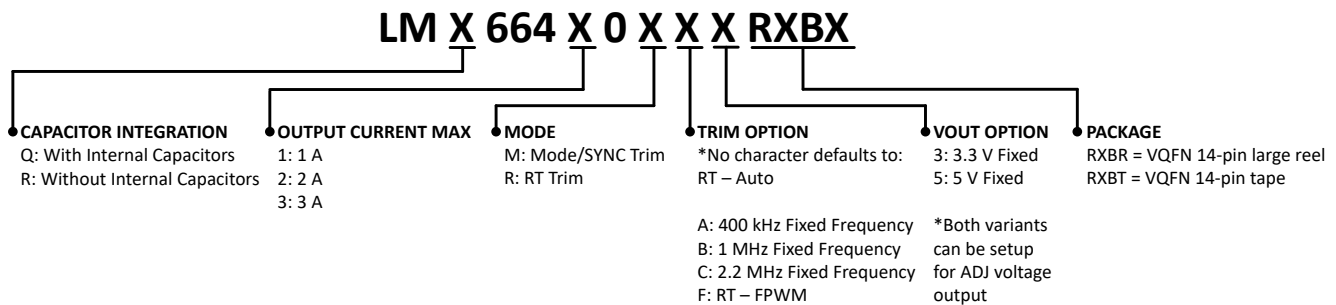 LM X 664 X 0 X X X RXBX
CAPACITOR INTEGRATION
Q: With Internal Capacitors
R: Without Internal Capacitors
OUTPUT CURRENT MAX
1: 1 A
2: 2 A
3: 3 A
MODE
M: Mode/SYNC Trim
R: RT Trim
TRIM OPTION
*No character defaults to:
RT – Auto
A: 400 kHz Fixed Frequency
B: 1 MHz Fixed Frequency
C: 2.2 MHz Fixed Frequency
F: RT – FPWM
VOUT OPTION
3: 3.3 V Fixed
5: 5 V Fixed
*Both variants
can be setup
for ADJ voltage
output
PACKAGE
RXBR = VQFN 14-pin large reel
RXBT = VQFN 14-pin tape